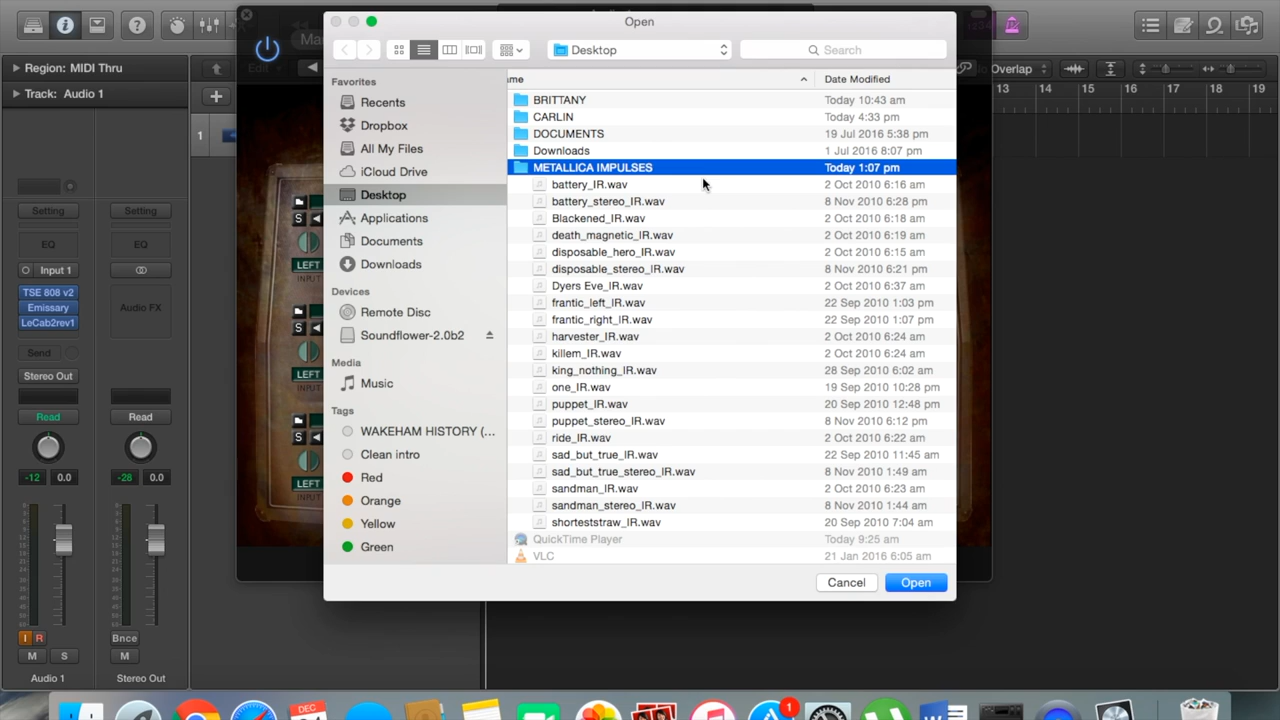 Open
Desktop
Search
Overlap
Region: MIDI Thru
Track: Audio 1
Edit
13
14
15
16
17
18
19
1
Favorites
Recents
Dropbox
All My Files
iCloud Drive
Desktop
Applications
Documents
Downloads
Devices
Remote Disc
Soundflower-2.0b2
Media
Music
Tags
WAKEHAM HISTORY (...
Clean intro
Red
Orange
Yellow
Green
me Date Modified
BRITTANY Today 10:43 am
CARLIN Today 4:33 pm
DOCUMENTS 19 Jul 2016 5:38 pm
Downloads 1 Jul 2016 8:07 pm
METALLICA IMPULSES Today 1:07 pm
battery_IR.wav 2 Oct 2010 6:16 am
battery_stereo_IR.wav 8 Nov 2010 6:28 pm
Blackened_IR.wav 2 Oct 2010 6:18 am
death_magnetic_IR.wav 2 Oct 2010 6:19 am
disposable_hero_IR.wav 2 Oct 2010 6:15 am
disposable_stereo_IR.wav 8 Nov 2010 6:21 pm
Dyers Eve_IR.wav 2 Oct 2010 6:37 am
frantic_left_IR.wav 22 Sep 2010 1:03 pm
frantic_right_IR.wav 22 Sep 2010 1:07 pm
harvester_IR.wav 2 Oct 2010 6:24 am
killem_IR.wav 2 Oct 2010 6:24 am
king_nothing_IR.wav 28 Sep 2010 6:02 am
one_IR.wav 19 Sep 2010 10:28 pm
puppet_IR.wav 20 Sep 2010 12:48 pm
puppet_stereo_IR.wav 8 Nov 2010 6:12 pm
ride_IR.wav 2 Oct 2010 6:22 am
sad_but_true_IR.wav 22 Sep 2010 11:45 am
sad_but_true_stereo_IR.wav 8 Nov 2010 1:49 am
sandman_IR.wav 2 Oct 2010 6:23 am
sandman_stereo_IR.wav 8 Nov 2010 1:44 am
shorteststraw_IR.wav 20 Sep 2010 7:04 am
QuickTime Player Today 9:25 am
VLC 21 Jan 2016 6:05 am
Cancel Open
Setting Setting
EQ EQ
Input 1
TSE 808 v2
Emissary
LeCab2rev1
Audio FX
Send
Stereo Out
Read Read
-12 0.0 -28 0.0
I R Bnce
M S M
Audio 1 Stereo Out
S
LEFT
INPUT
S
LEFT
INPUT
S
LEFT
DEC
1